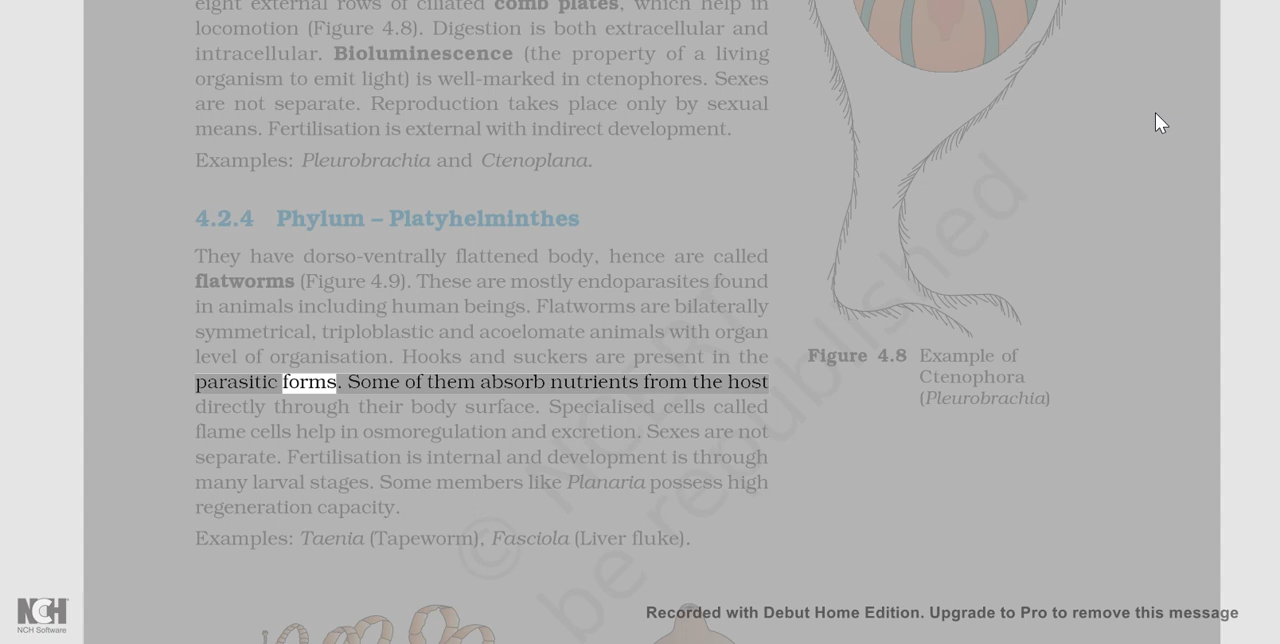 eight external rows of ciliated comb plates, which help in
locomotion (Figure 4.8). Digestion is both extracellular and
intracellular. Bioluminescence (the property of a living
organism to emit light) is well-marked in ctenophores. Sexes
are not separate. Reproduction takes place only by sexual
means. Fertilisation is external with indirect development.
Examples: Pleurobrachia and Ctenoplana.
4.2.4 Phylum – Platyhelminthes
They have dorso-ventrally flattened body, hence are called
flatworms (Figure 4.9). These are mostly endoparasites found
in animals including human beings. Flatworms are bilaterally
symmetrical, triploblastic and acoelomate animals with organ
level of organisation. Hooks and suckers are present in the
parasitic forms. Some of them absorb nutrients from the host
directly through their body surface. Specialised cells called
flame cells help in osmoregulation and excretion. Sexes are not
separate. Fertilisation is internal and development is through
many larval stages. Some members like Planaria possess high
regeneration capacity.
Examples: Taenia (Tapeworm), Fasciola (Liver fluke).
Figure 4.8 Example of
Ctenophora
(Pleurobrachia)
© NCERT
be republished
NCH
NCH Software
Recorded with Debut Home Edition. Upgrade to Pro to remove this message